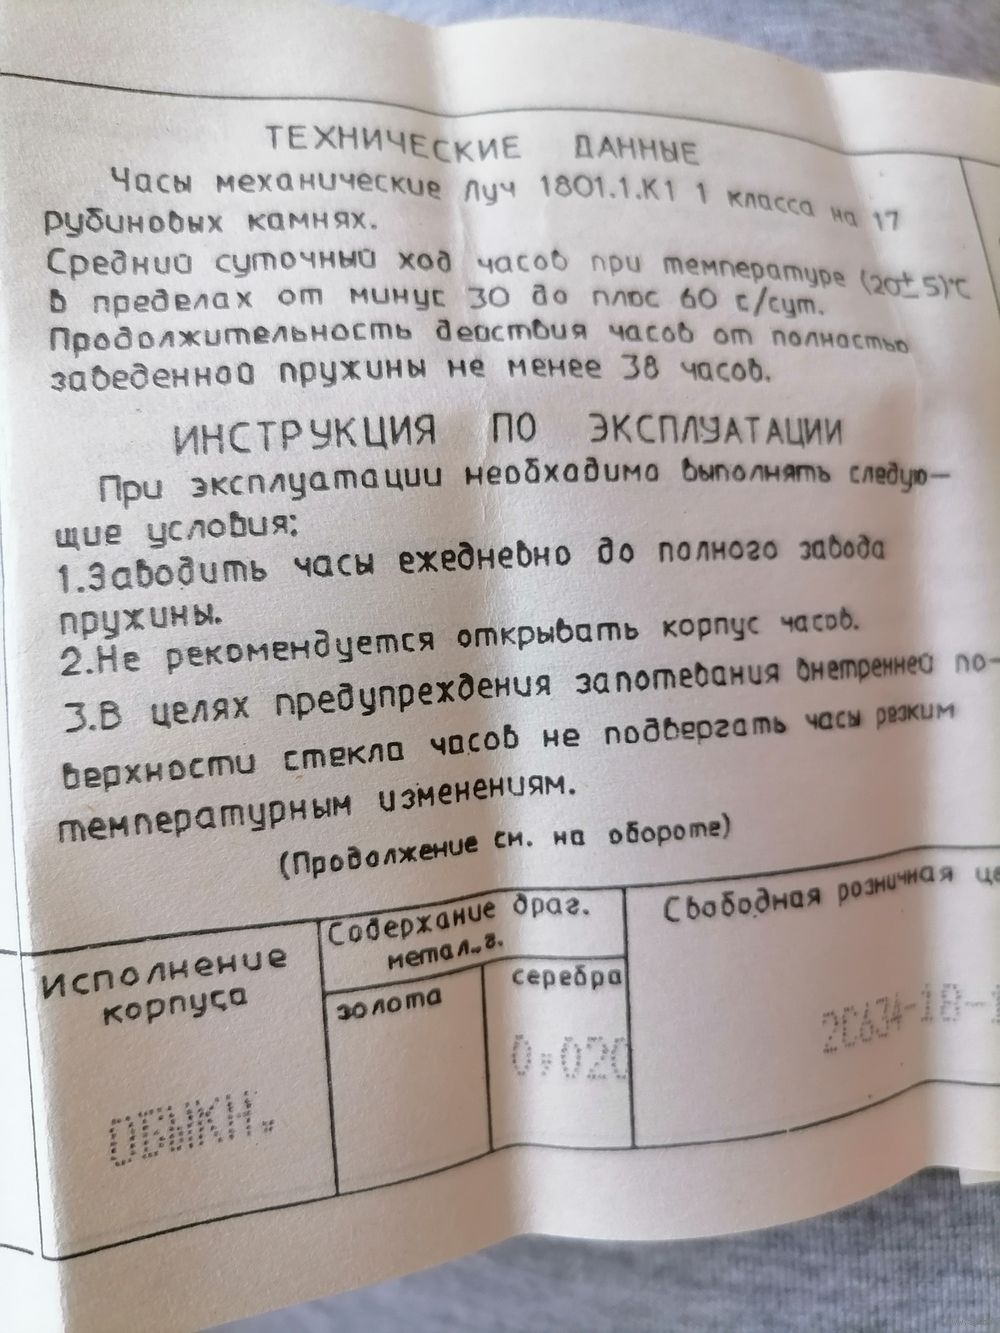 ТЕХНИЧЕСКИЕ ДАННЫЕ
Часы механические Луч 1801.1.К1 1 класса на 17
рубиновых камнях.
Средний суточный ход часов при температуре (20±5)°С
в пределах от минус 30 до плюс 60 с/сут.
Продолжительность действия часов от полностью
заведенной пружины не менее 38 часов.
ИНСТРУКЦИЯ ПО ЭКСПЛУАТАЦИИ
При эксплуатации необходимо выполнять следую-
щие условия:
1.Заводить часы ежедневно до полного завода
пружины.
2.Не рекомендуется открывать корпус часов.
3.В целях предупреждения запотевания внетренней по-
верхности стекла часов не подвергать часы резким
температурным изменениям.
(Продолжение см. на обороте)
Исполнение
корпуса
Содержание драг.
метал.,г.
золота
серебра
Свободная розничная це
ОБЫКН.
0,020
2С634-1В-